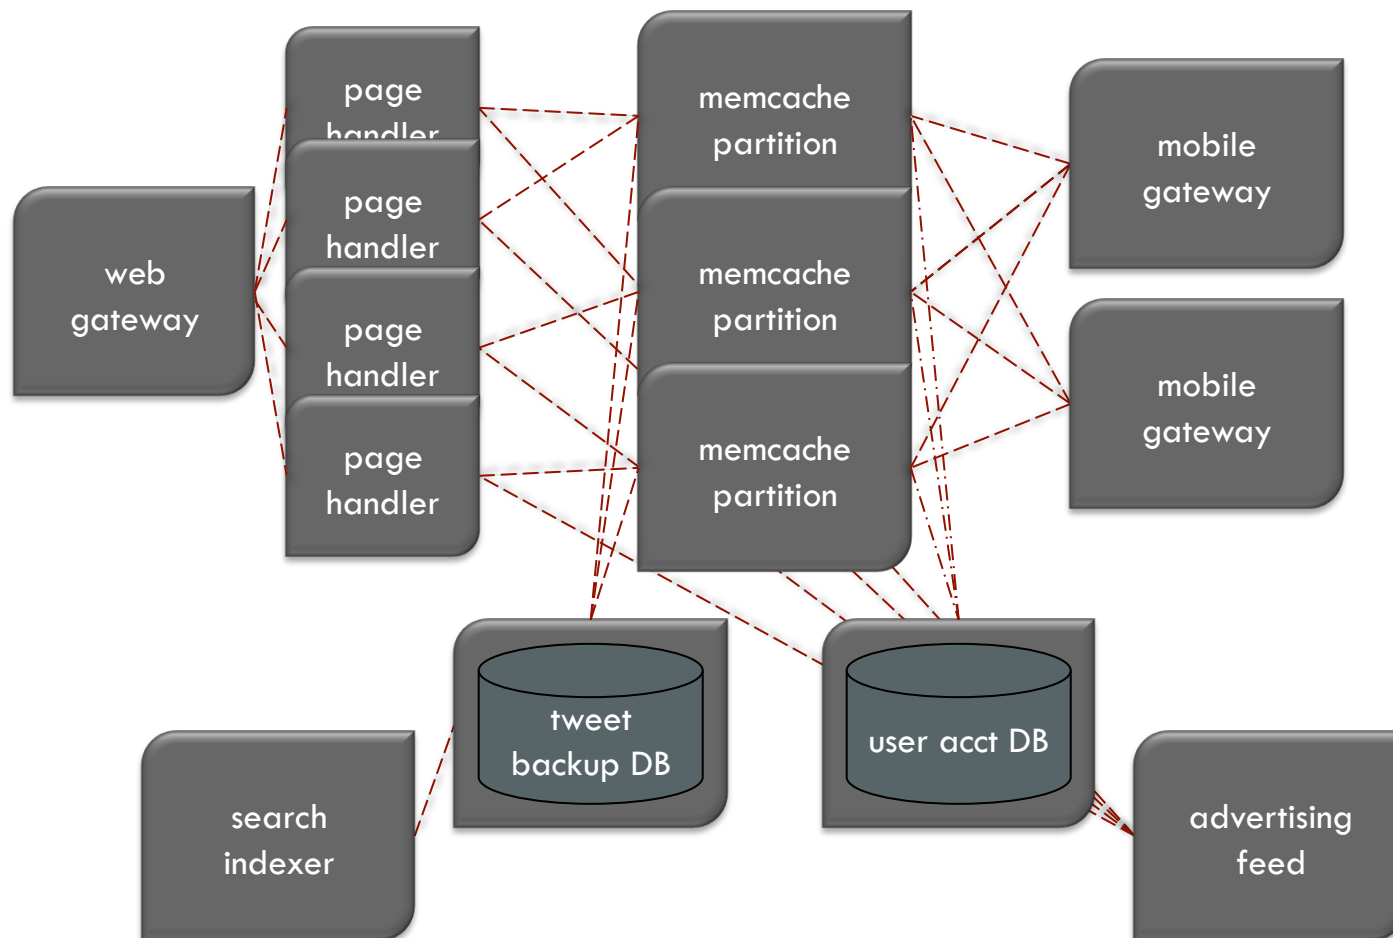 web
gateway
page
handler
page
handler
page
handler
page
handler
memcache
partition
memcache
partition
memcache
partition
mobile
gateway
mobile
gateway
tweet
backup DB
user acct DB
search
indexer
advertising
feed